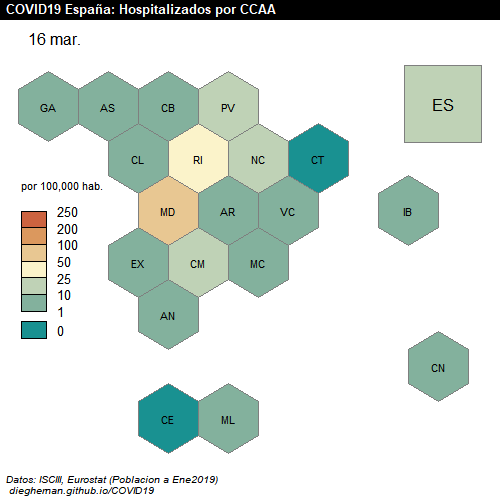 COVID19 España: Hospitalizados por CCAA
16 mar.
GA AS CB PV ES
CL RI NC CT
por 100,000 hab.
MD AR VC IB
250
200
100
50
25
10
1
0
EX CM MC
AN
CN
CE ML
Datos: ISCIII, Eurostat (Poblacion a Ene2019)
diegheman.github.io/COVID19